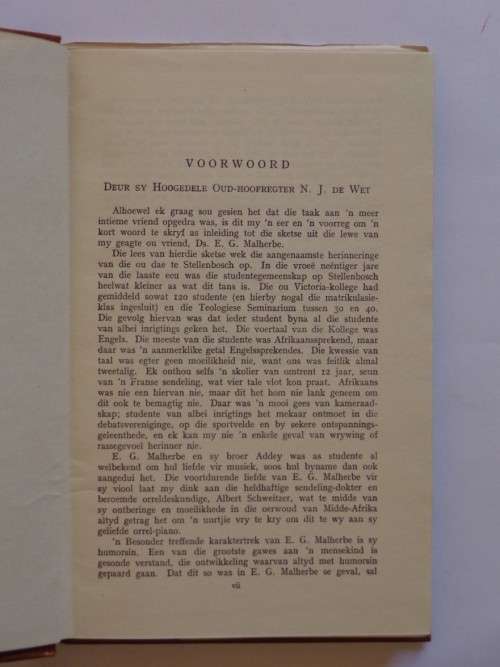 VOORWOORD
DEUR SY HOOGEDELE OUD-HOOFREGTER N. J. DE WET
Alhoewel ek graag sou gesien het dat die taak aan 'n meer
intieme vriend opgedra was, is dit my 'n eer en 'n voorreg om 'n
kort woord te skryf as inleiding tot die sketse uit die lewe van
my geagte ou vriend, Ds. E. G. Malherbe.
Die lees van hierdie sketse wek die aangenaamste herinneringe
van die ou dae te Stellenbosch op. In die vroeë neëntiger jare
van die laaste eeu was die studentegemeenskap op Stellenbosch
heelwat kleiner as wat dit tans is. Die ou Victoria-kollege had
gemiddeld sowat 120 studente (en hierby nogal die matrikulasie-
klas ingesluit) en die Teologiese Seminarium tussen 30 en 40.
Die gevolg hiervan was dat ieder student byna al die studente
van albei inrigtings geken het. Die voertaal van die Kollege was
Engels. Die meeste van die studente was Afrikaanssprekend, maar
daar was 'n aanmerklike getal Engelssprekendes. Die kwessie van
taal was egter geen moeilikheid nie, want ons was feitlik almal
tweetalig. Ek onthou selfs 'n skolier van omtrent 12 jaar, seun
van 'n Franse sendeling, wat vier tale vlot kon praat. Afrikaans
was nie een hiervan nie, maar dit het hom nie lank geneem om
dit ook te bemagtig nie. Daar was 'n mooi gees van kameraad-
skap; studente van albei inrigtings het mekaar ontmoet in die
debatsvereniginge, op die sportvelde en by sekere ontspannings-
geleenthede, en ek kan my nie 'n enkele geval van wrywing of
rassegevoel herinner nie.
E. G. Malherbe en sy broer Addey was as student al
welbekend om hul liefde vir musiek, soos hul byname dan ook
aangedui het. Die voortdurende liefde van E. G. Malherbe vir
sy viool laat my dink aan die heldhaftige sendeling-dokter en
beroemde orreldeskundige, Albert Schweitzer, wat te midde van
sy ontberinge en moeilikhede in die oerwoud van Midde-Afrika
altyd getrag het om 'n uurtjie vry te kry om dit te wy aan sy
geliefde orrel-piano.
'n Besonder treffende karaktertrek van E. G. Malherbe is sy
humorsin. Een van die grootste gawes aan 'n mensekind is
gesonde verstand, die ontwikkeling waarvan altyd met humorsin
gepaard gaan. Dat dit so was in E. G. Malherbe se geval, sal
vii